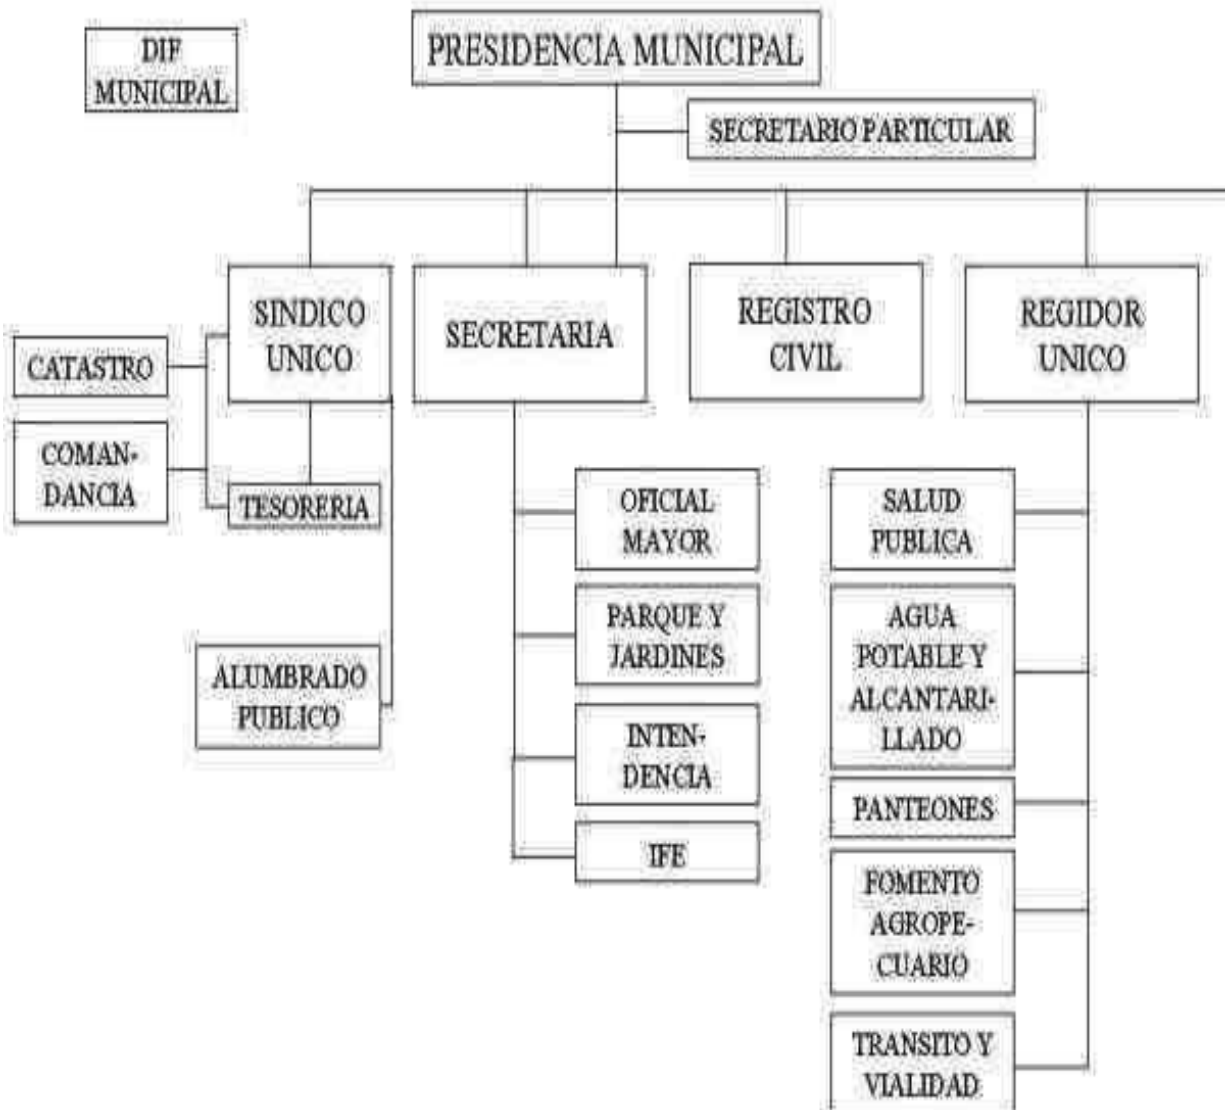 DIF
MUNICIPAL
PRESIDENCIA MUNICIPAL
SECRETARIO PARTICULAR
SINDICO
UNICO
SECRETARIA
REGISTRO
CIVIL
REGIDOR
UNICO
CATASTRO
COMAN-
DANCIA
TESORERIA
ALUMBRADO
PUBLICO
OFICIAL
MAYOR
PARQUE Y
JARDINES
INTEN-
DENCIA
IFE
SALUD
PUBLICA
AGUA
POTABLE Y
ALCANTARI-
LLADO
PANTEONES
FOMENTO
AGROPE-
CUARIO
TRANSITO Y
VIALIDAD